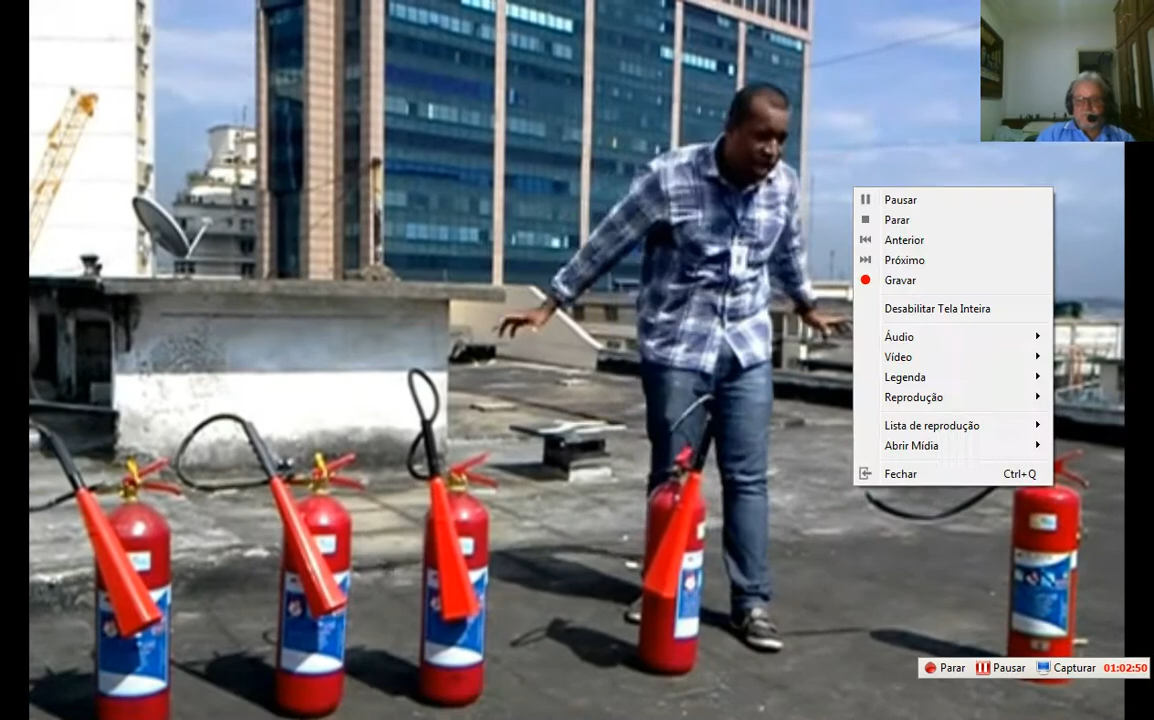 Pausar
Parar
Anterior
Próximo
Gravar
Desabilitar Tela Inteira
Áudio
Vídeo
Legenda
Reprodução
Lista de reprodução
Abrir Mídia
Fechar Ctrl+Q
Parar Pausar Capturar 01:02:50